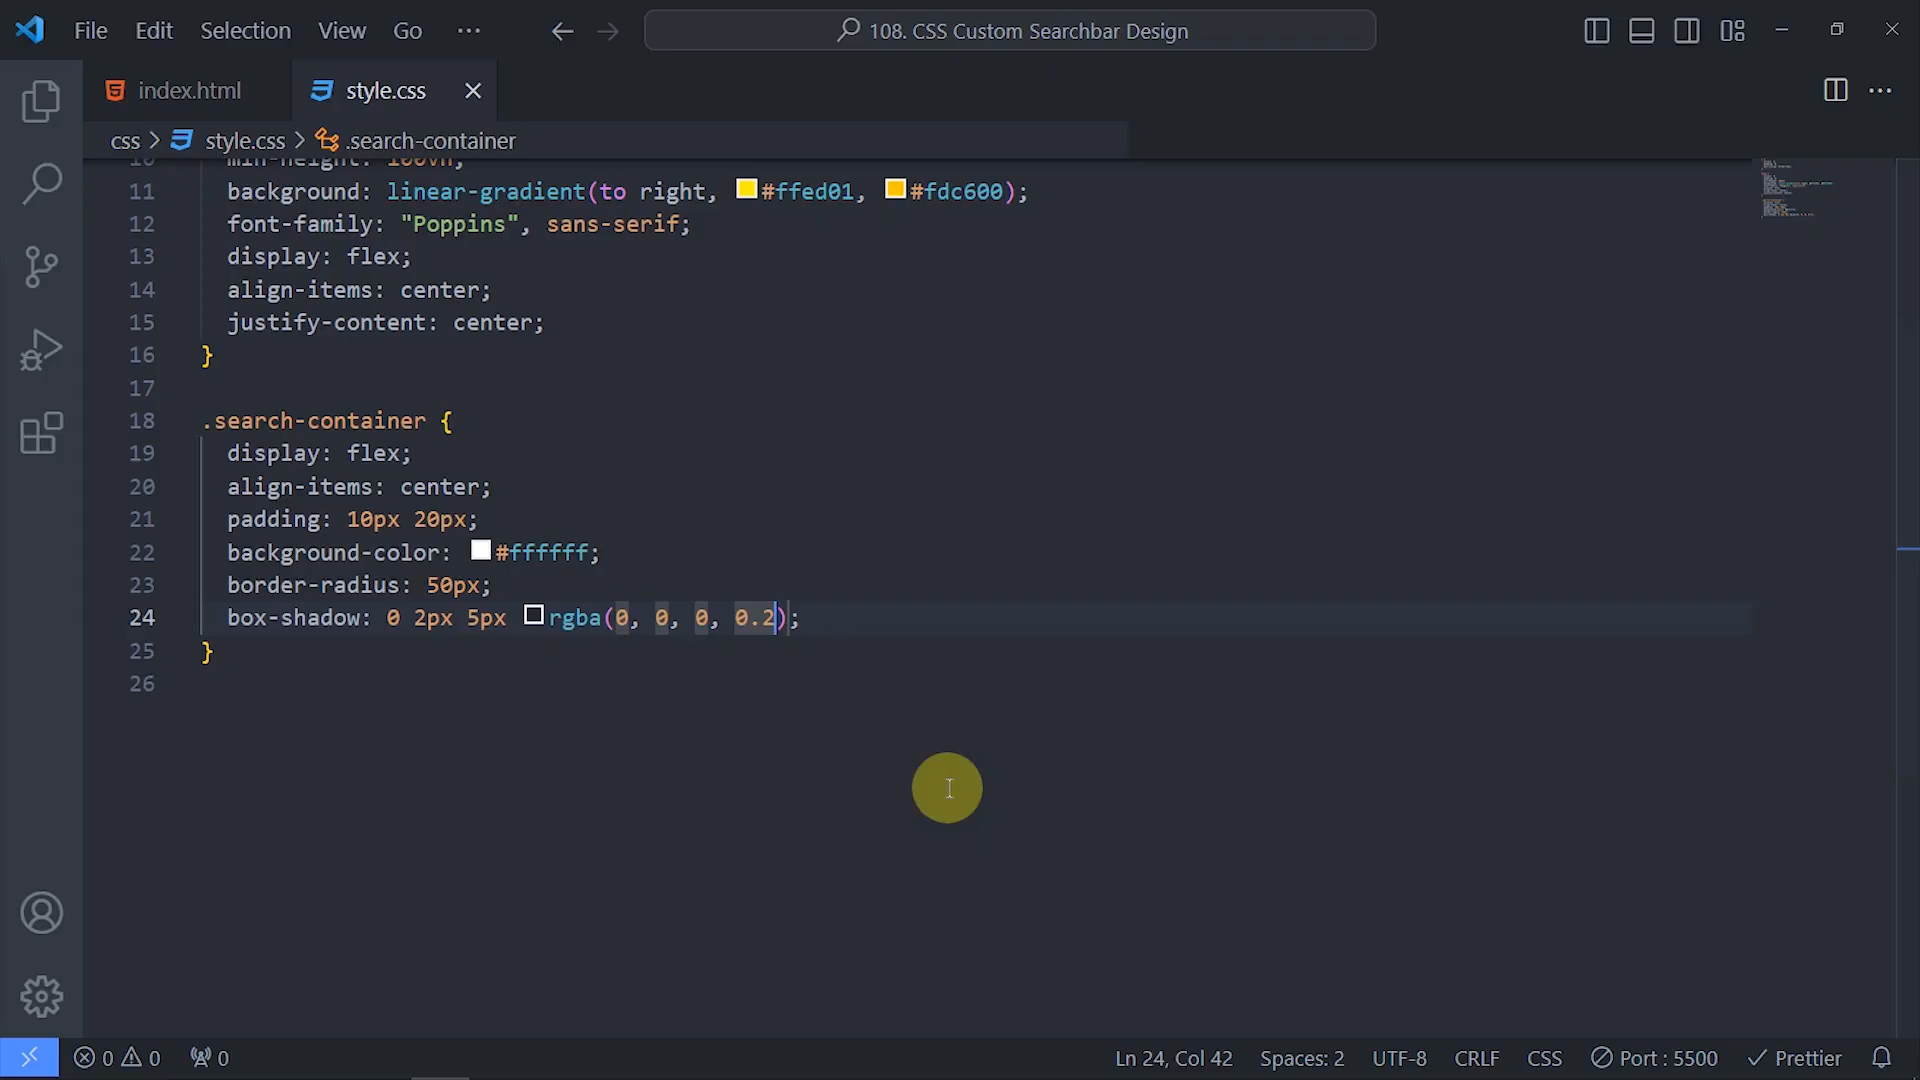 File Edit Selection View Go ··· 108. CSS Custom Searchbar Design
index.html style.css
css > style.css > .search-container
10 min-height: 100vh;
11 background: linear-gradient(to right, #ffed01, #fdc600);
12 font-family: "Poppins", sans-serif;
13 display: flex;
14 align-items: center;
15 justify-content: center;
16 }
17
18 .search-container {
19 display: flex;
20 align-items: center;
21 padding: 10px 20px;
22 background-color: #ffffff;
23 border-radius: 50px;
24 box-shadow: 0 2px 5px rgba(0, 0, 0, 0.2);
25 }
26
0 0 0 Ln 24, Col 42 Spaces: 2 UTF-8 CRLF CSS Port : 5500 Prettier